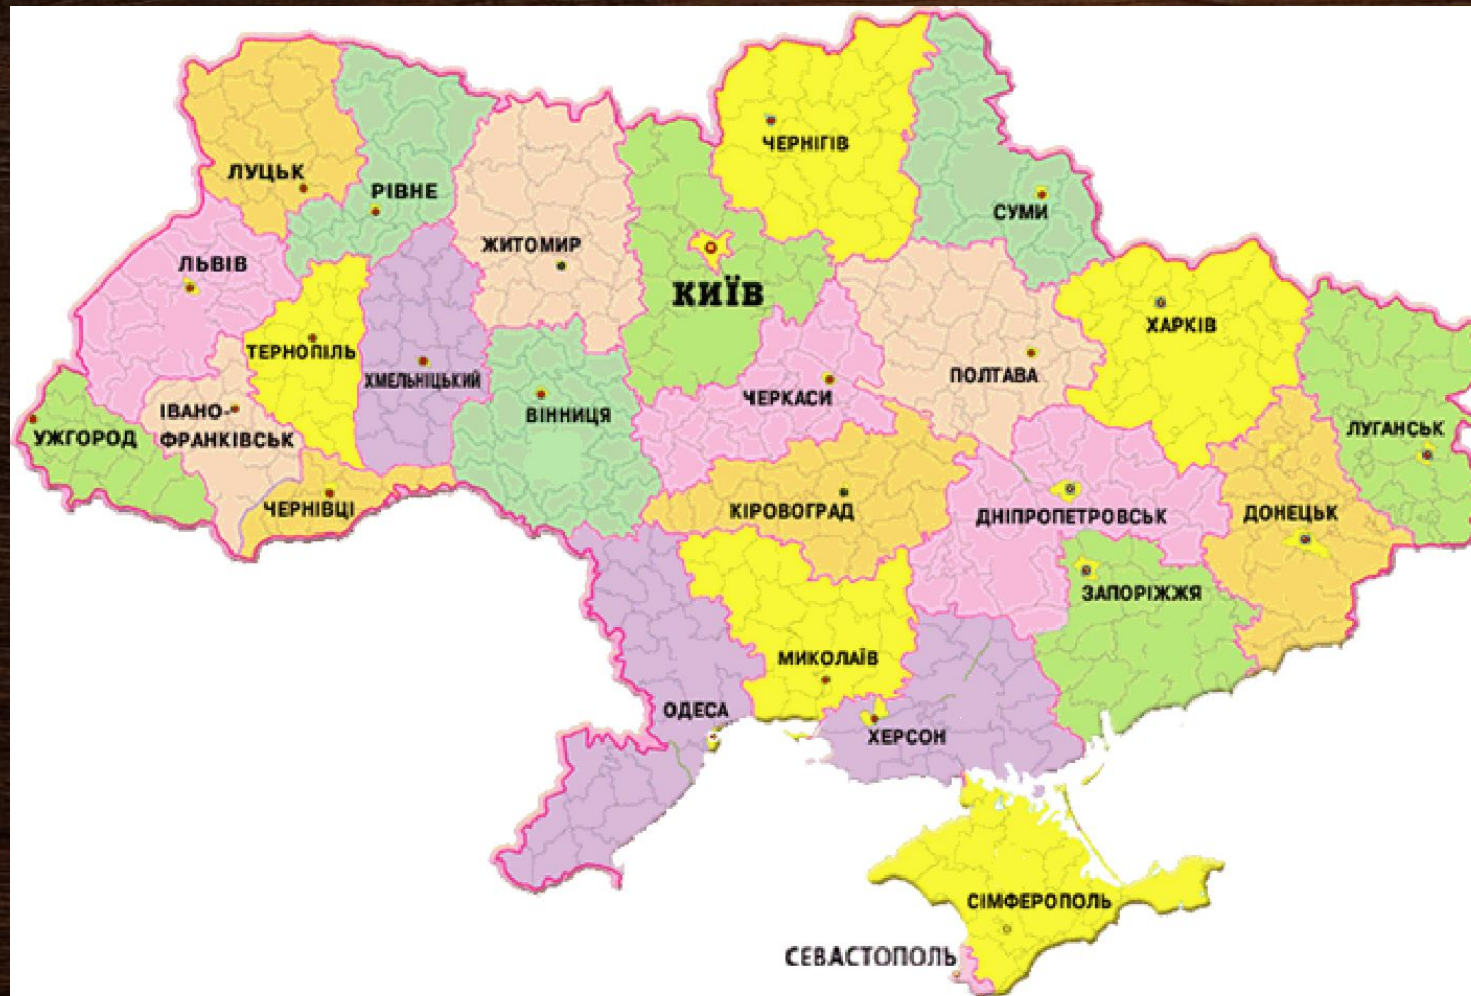 ЧЕРНІГІВ
ЛУЦЬК
РІВНЕ
СУМИ
ЖИТОМИР
ЛЬВІВ
КИЇВ
ХАРКІВ
ТЕРНОПІЛЬ
ХМЕЛЬНІЦЬКИЙ
ПОЛТАВА
ЧЕРКАСИ
ІВАНО-
ФРАНКІВСЬК
ВІННИЦЯ
УЖГОРОД
ЛУГАНСЬК
ЧЕРНІВЦІ
КІРОВОГРАД
ДНІПРОПЕТРОВСЬК
ДОНЕЦЬК
ЗАПОРІЖЖЯ
МИКОЛАЇВ
ОДЕСА
ХЕРСОН
СІМФЕРОПОЛЬ
СЕВАСТОПОЛЬ